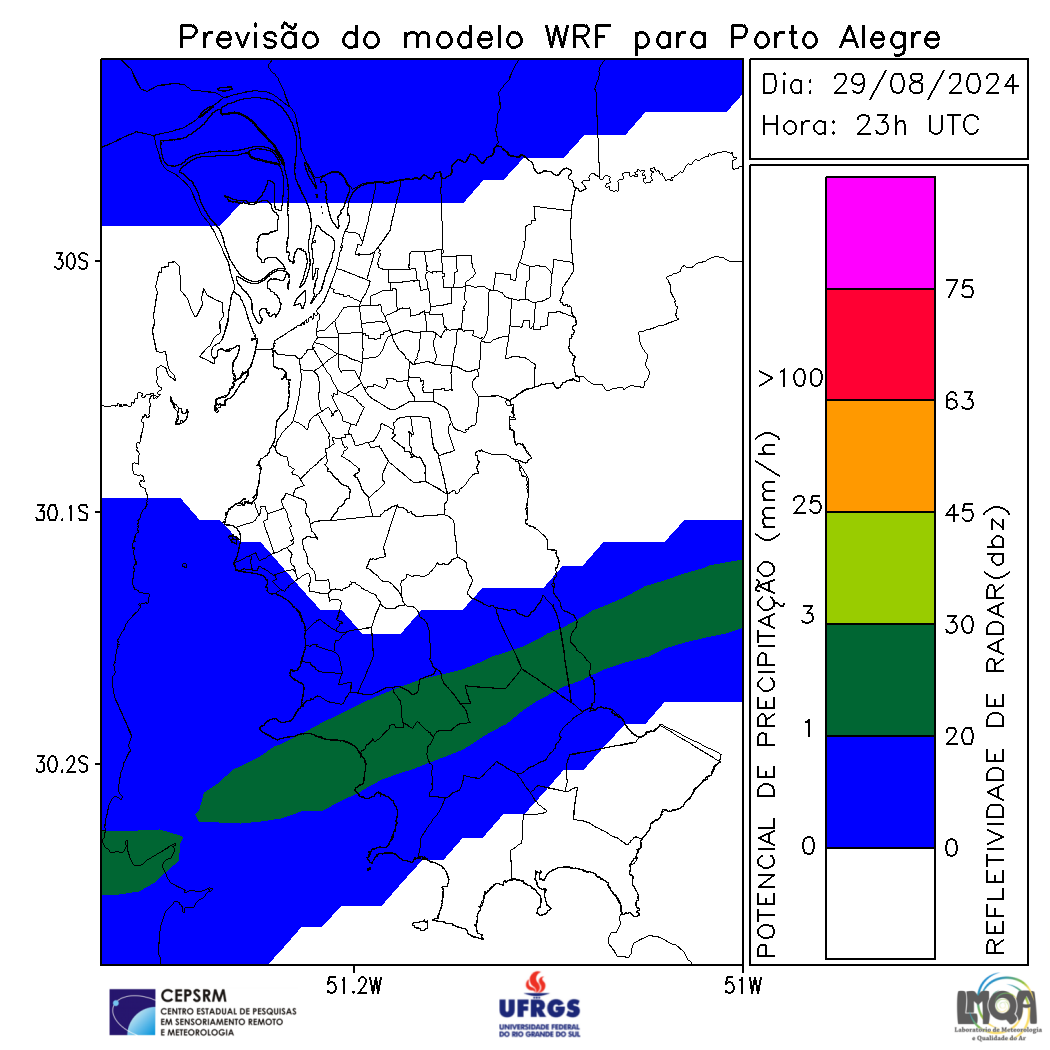 Previsão do modelo WRF para Porto Alegre
Dia: 29/08/2024
Hora: 23h UTC
30S
30.1S
30.2S
51.2W
51W
POTENCIAL DE PRECIPITAÇÃO (mm/h)
>100
25
3
1
0
75
63
45
30
20
0
REFLETIVIDADE DE RADAR(dbz)
CEPSRM
CENTRO ESTADUAL DE PESQUISAS
EM SENSORIAMENTO REMOTO
E METEOROLOGIA
UFRGS
UNIVERSIDADE FEDERAL
DO RIO GRANDE DO SUL
LMQA
Laboratório de Meteorologia
e Qualidade do Ar